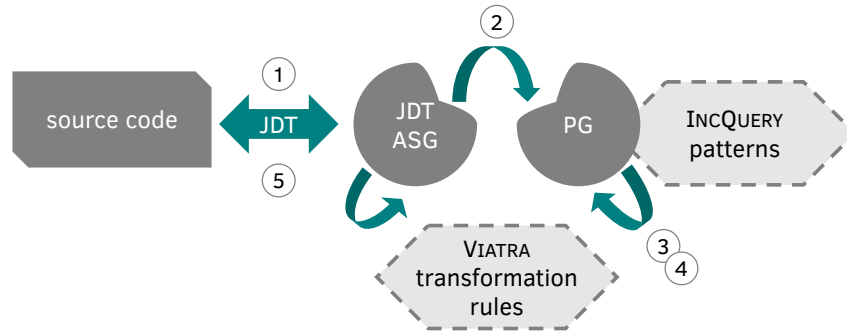 2
1
source code
JDT
JDT
ASG
PG
INCQUERY
patterns
5
3
4
VIATRA
transformation
rules